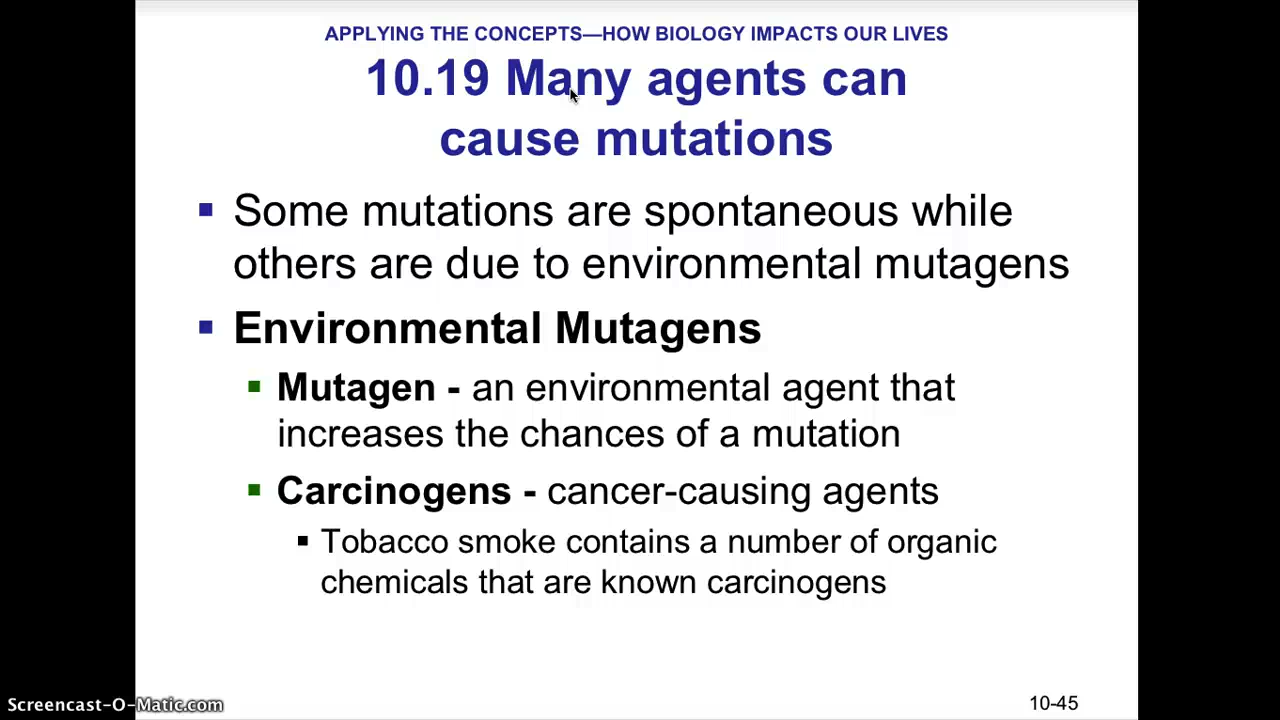 APPLYING THE CONCEPTS—HOW BIOLOGY IMPACTS OUR LIVES
10.19 Many agents can
cause mutations
▪ Some mutations are spontaneous while
others are due to environmental mutagens
▪ Environmental Mutagens
▪ Mutagen - an environmental agent that
increases the chances of a mutation
▪ Carcinogens - cancer-causing agents
▪ Tobacco smoke contains a number of organic
chemicals that are known carcinogens
Screencast-O-Matic.com
10-45